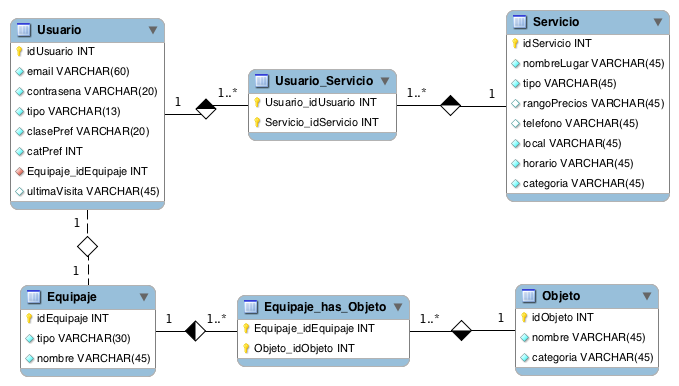 Usuario
idUsuario INT
email VARCHAR(60)
contrasena VARCHAR(20)
tipo VARCHAR(13)
clasePref VARCHAR(20)
catPref INT
Equipaje_idEquipaje INT
ultimaVisita VARCHAR(45)
1
1..*
Usuario_Servicio
Usuario_idUsuario INT
Servicio_idServicio INT
1..*
1
Servicio
idServicio INT
nombreLugar VARCHAR(45)
tipo VARCHAR(45)
rangoPrecios VARCHAR(45)
telefono VARCHAR(45)
local VARCHAR(45)
horario VARCHAR(45)
categoria VARCHAR(45)
1
1
Equipaje
idEquipaje INT
tipo VARCHAR(30)
nombre VARCHAR(45)
1
1..*
Equipaje_has_Objeto
Equipaje_idEquipaje INT
Objeto_idObjeto INT
1..*
1
Objeto
idObjeto INT
nombre VARCHAR(45)
categoria VARCHAR(45)